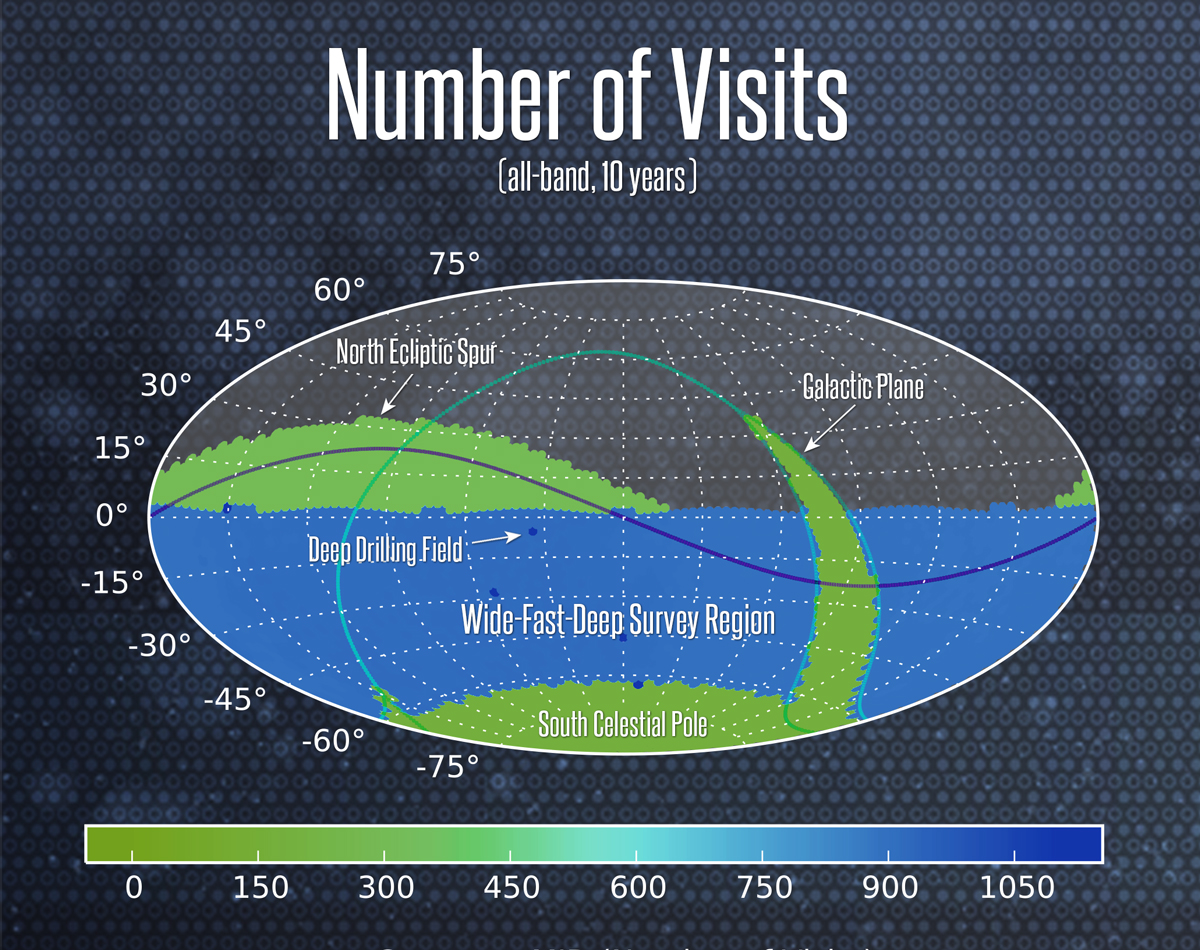 Number of Visits
(all-band, 10 years)
75°
60°
45°
North Ecliptic Spur
30°
Galactic Plane
15°
0°
Deep Drilling Field
-15°
Wide-Fast-Deep Survey Region
-30°
-45°
South Celestial Pole
-60°
-75°
0 150 300 450 600 750 900 1050